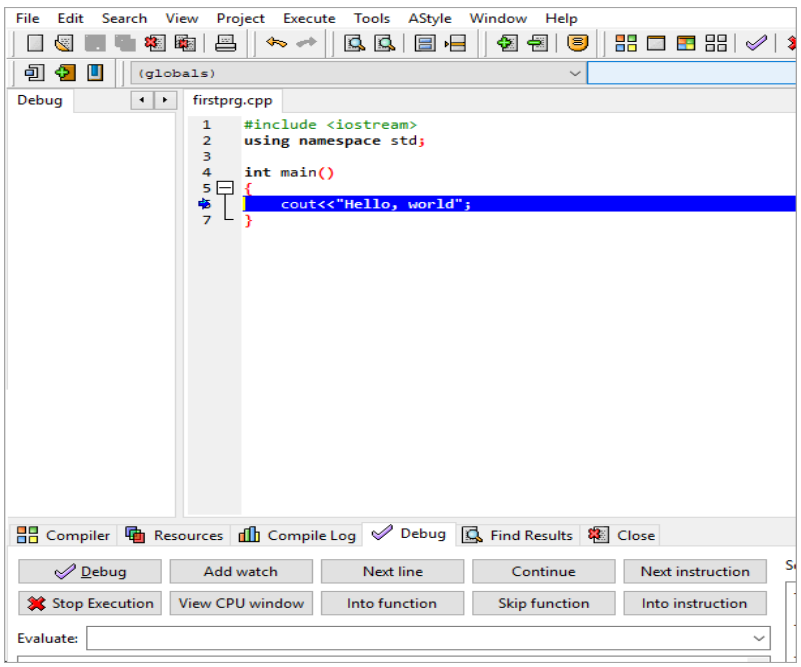 File Edit Search View Project Execute Tools AStyle Window Help
(globals)
Debug firstprg.cpp
1 #include <iostream>
2 using namespace std;
3
4 int main()
5 {
cout<<"Hello, world";
7 }
Compiler Resources Compile Log Debug Find Results Close
Debug Add watch Next line Continue Next instruction
Stop Execution View CPU window Into function Skip function Into instruction
Evaluate: